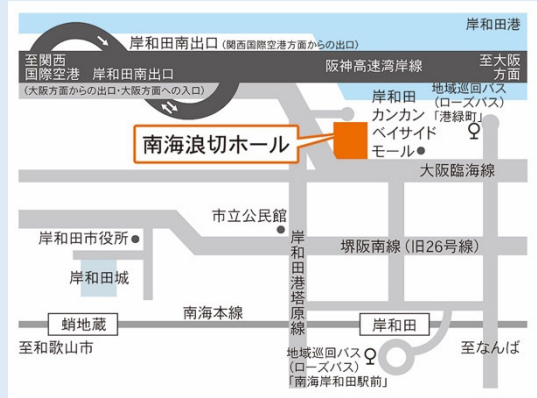 岸和田港
岸和田南出口（関西国際空港方面からの出口）
至関西
国際空港
岸和田南出口
（大阪方面からの出口・大阪方面への入口）
阪神高速湾岸線
至大阪
方面
地域巡回バス
（ローズバス）
「港緑町」
岸和田
カンカン
ベイサイド
モール
南海浪切ホール
大阪臨海線
市立公民館
岸和田市役所
岸和田港塔原線
堺阪南線（旧26号線）
岸和田城
南海本線
蛸地蔵
岸和田
至和歌山市
至なんば
地域巡回バス
（ローズバス）
「南海岸和田駅前」